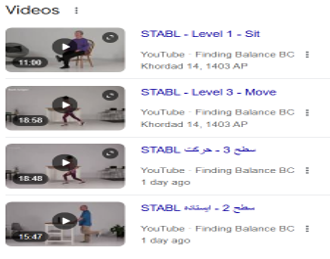 Videos
STABL - Level 1 - Sit
YouTube · Finding Balance BC
Khordad 14, 1403 AP
11:00
STABL - Level 3 - Move
YouTube · Finding Balance BC
Khordad 14, 1403 AP
18:58
STABL سطح 3 - حرکت
YouTube · Finding Balance BC
1 day ago
18:48
STABL سطح 2 - ایستاده
YouTube · Finding Balance BC
1 day ago
15:47